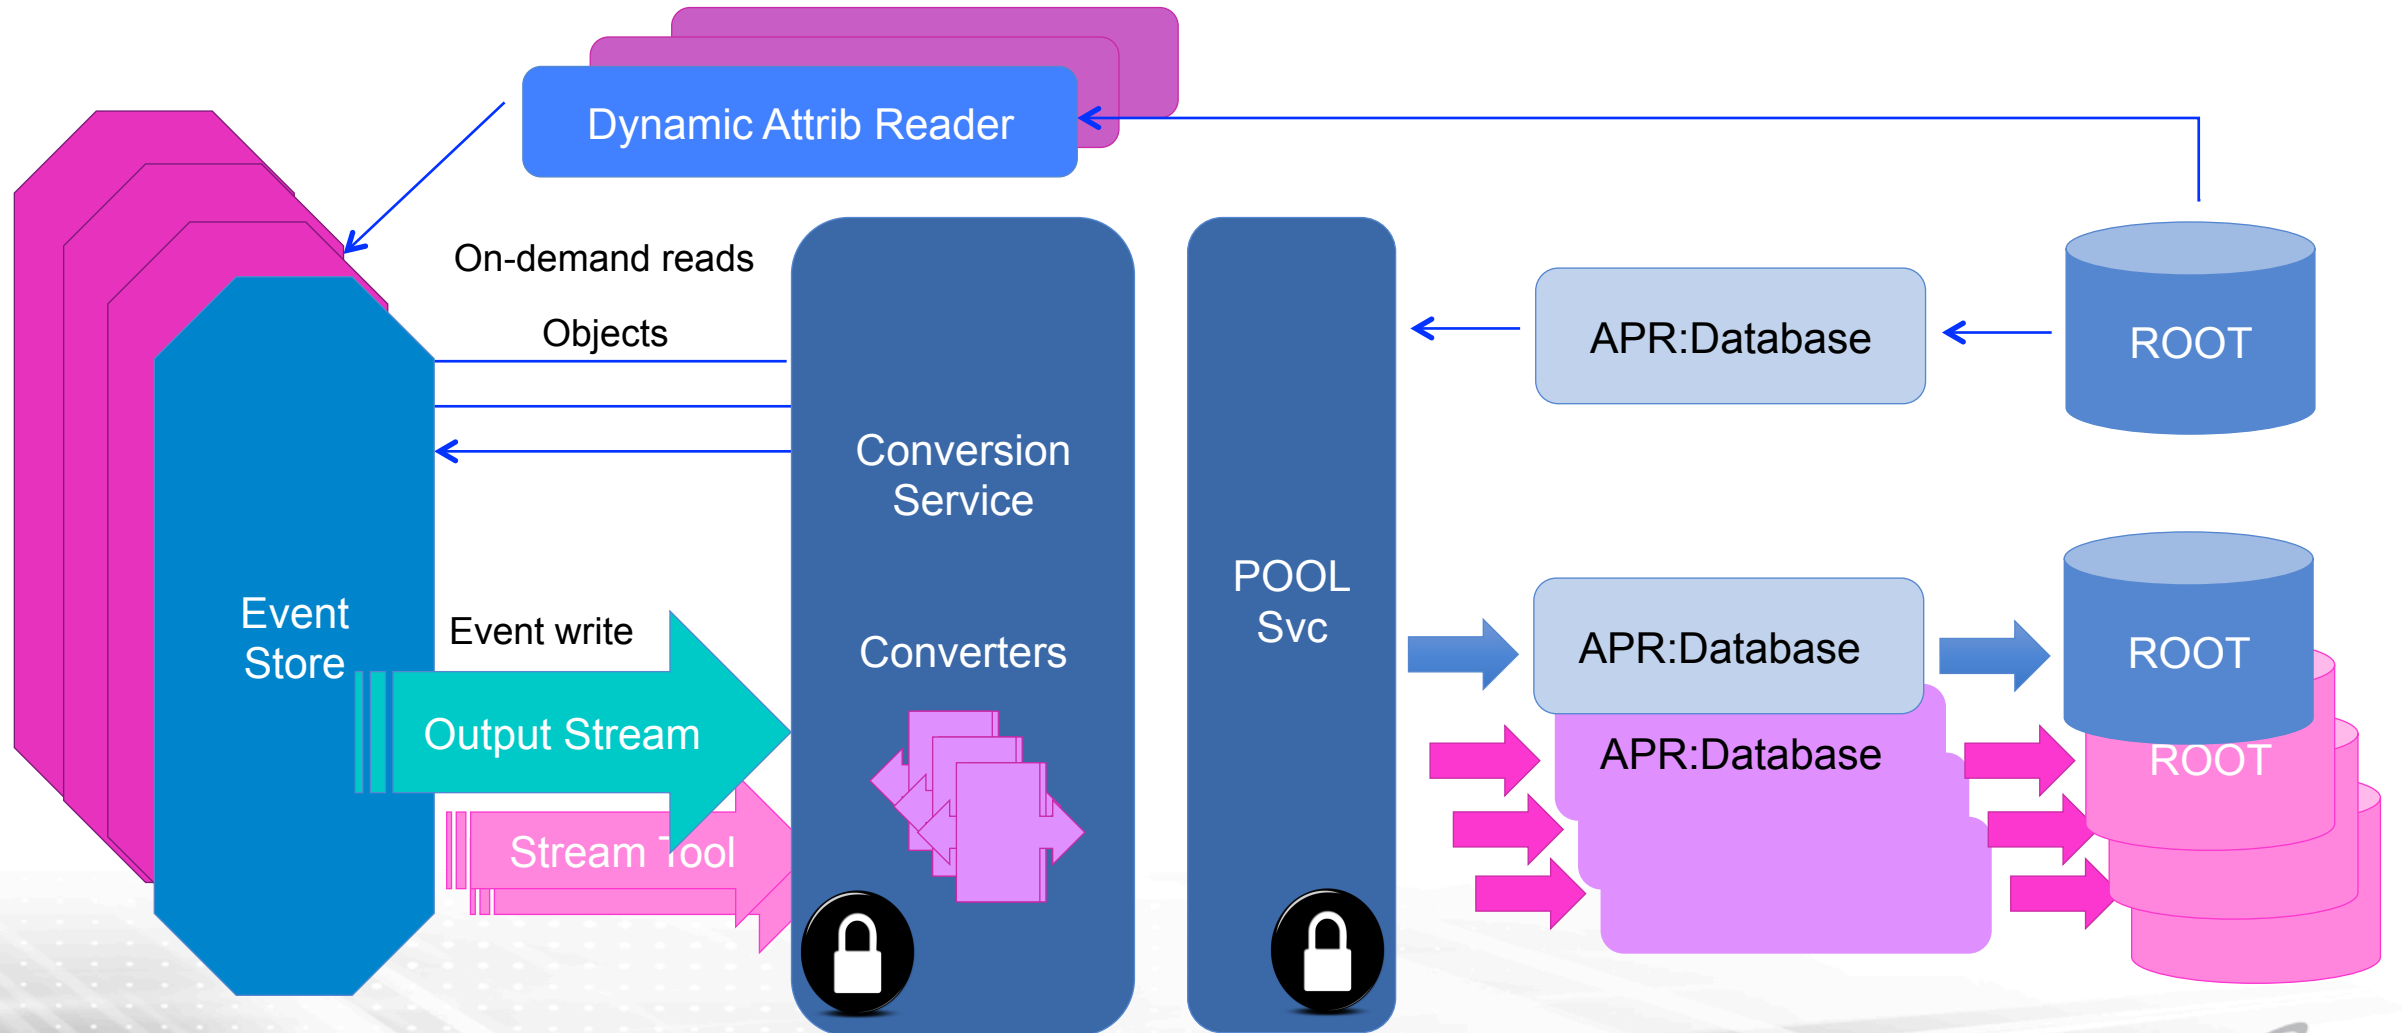 Dynamic Attrib Reader
On-demand reads
Objects
APR:Database
ROOT
Conversion
Service
POOL
Svc
Event
Store
Event write
Converters
APR:Database
ROOT
Output Stream
APR:Database
ROOT
Stream Tool